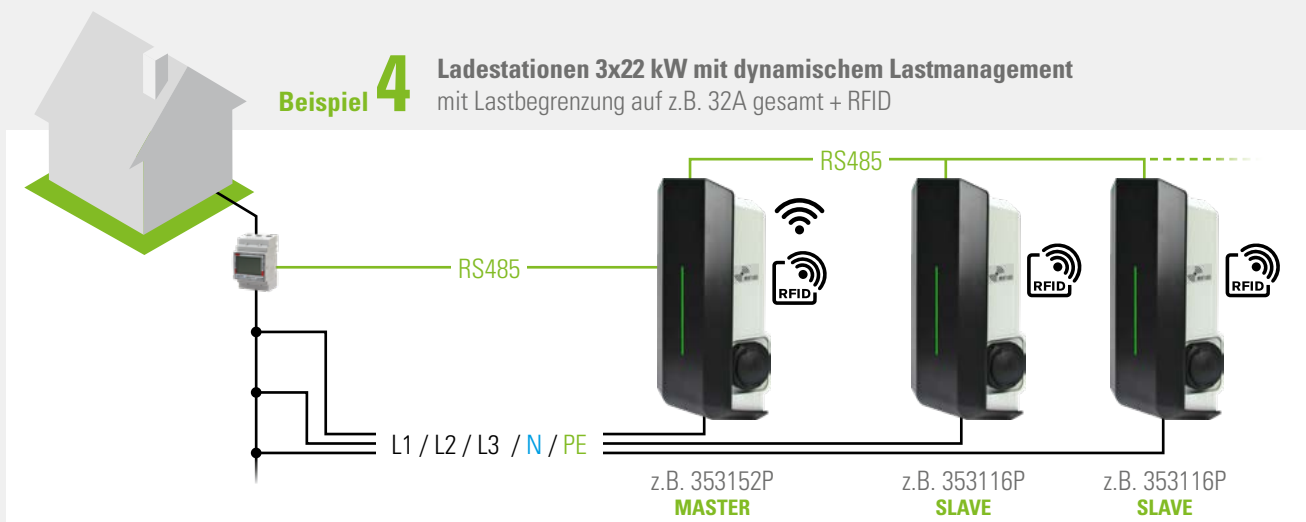 Beispiel 4
Ladestationen 3x22 kW mit dynamischem Lastmanagement
mit Lastbegrenzung auf z.B. 32A gesamt + RFID
RS485
RS485
RFID
RFID
RFID
L1 / L2 / L3 / N / PE
z.B. 353152P
MASTER
z.B. 353116P
SLAVE
z.B. 353116P
SLAVE